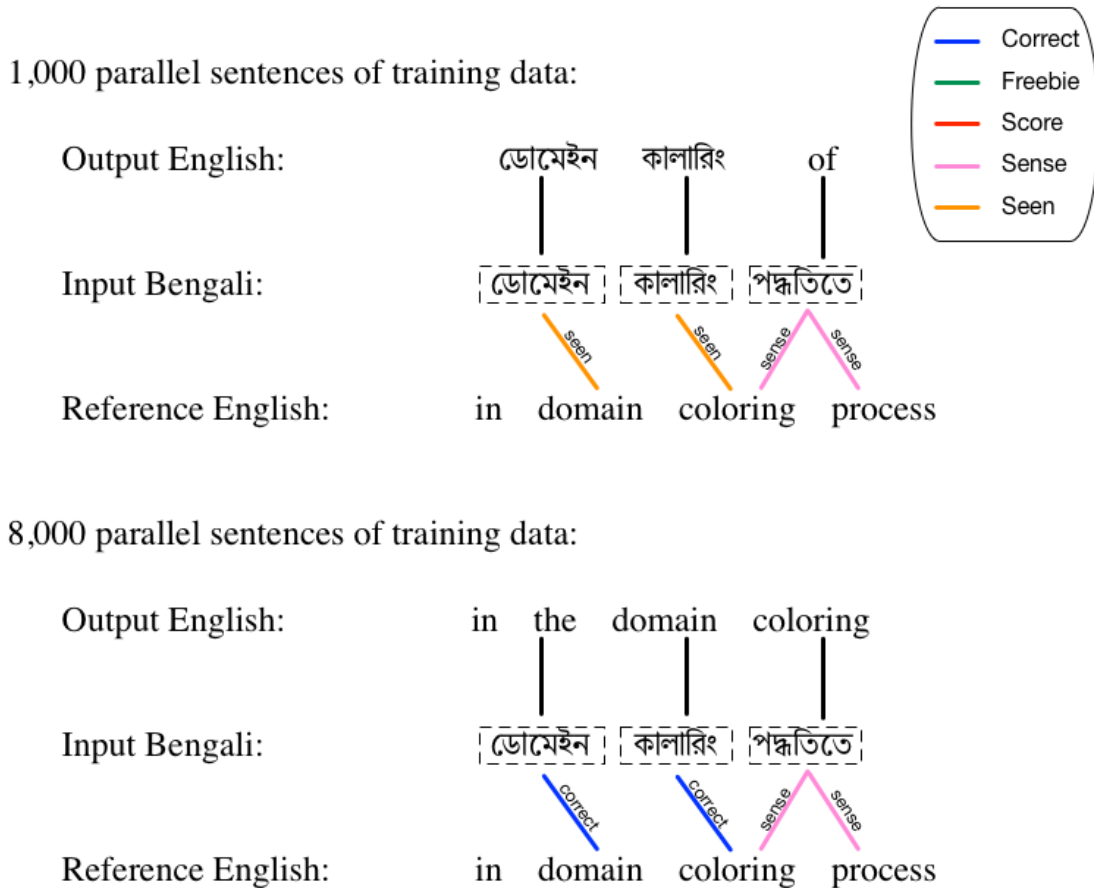 Correct
Freebie
Score
Sense
Seen
1,000 parallel sentences of training data:
Output English: ডোমেইন কালারিং of
Input Bengali: ডোমেইন কালারিং পদ্ধতিতে
seen seen sense sense
Reference English: in domain coloring process
8,000 parallel sentences of training data:
Output English: in the domain coloring
Input Bengali: ডোমেইন কালারিং পদ্ধতিতে
correct correct sense sense
Reference English: in domain coloring process